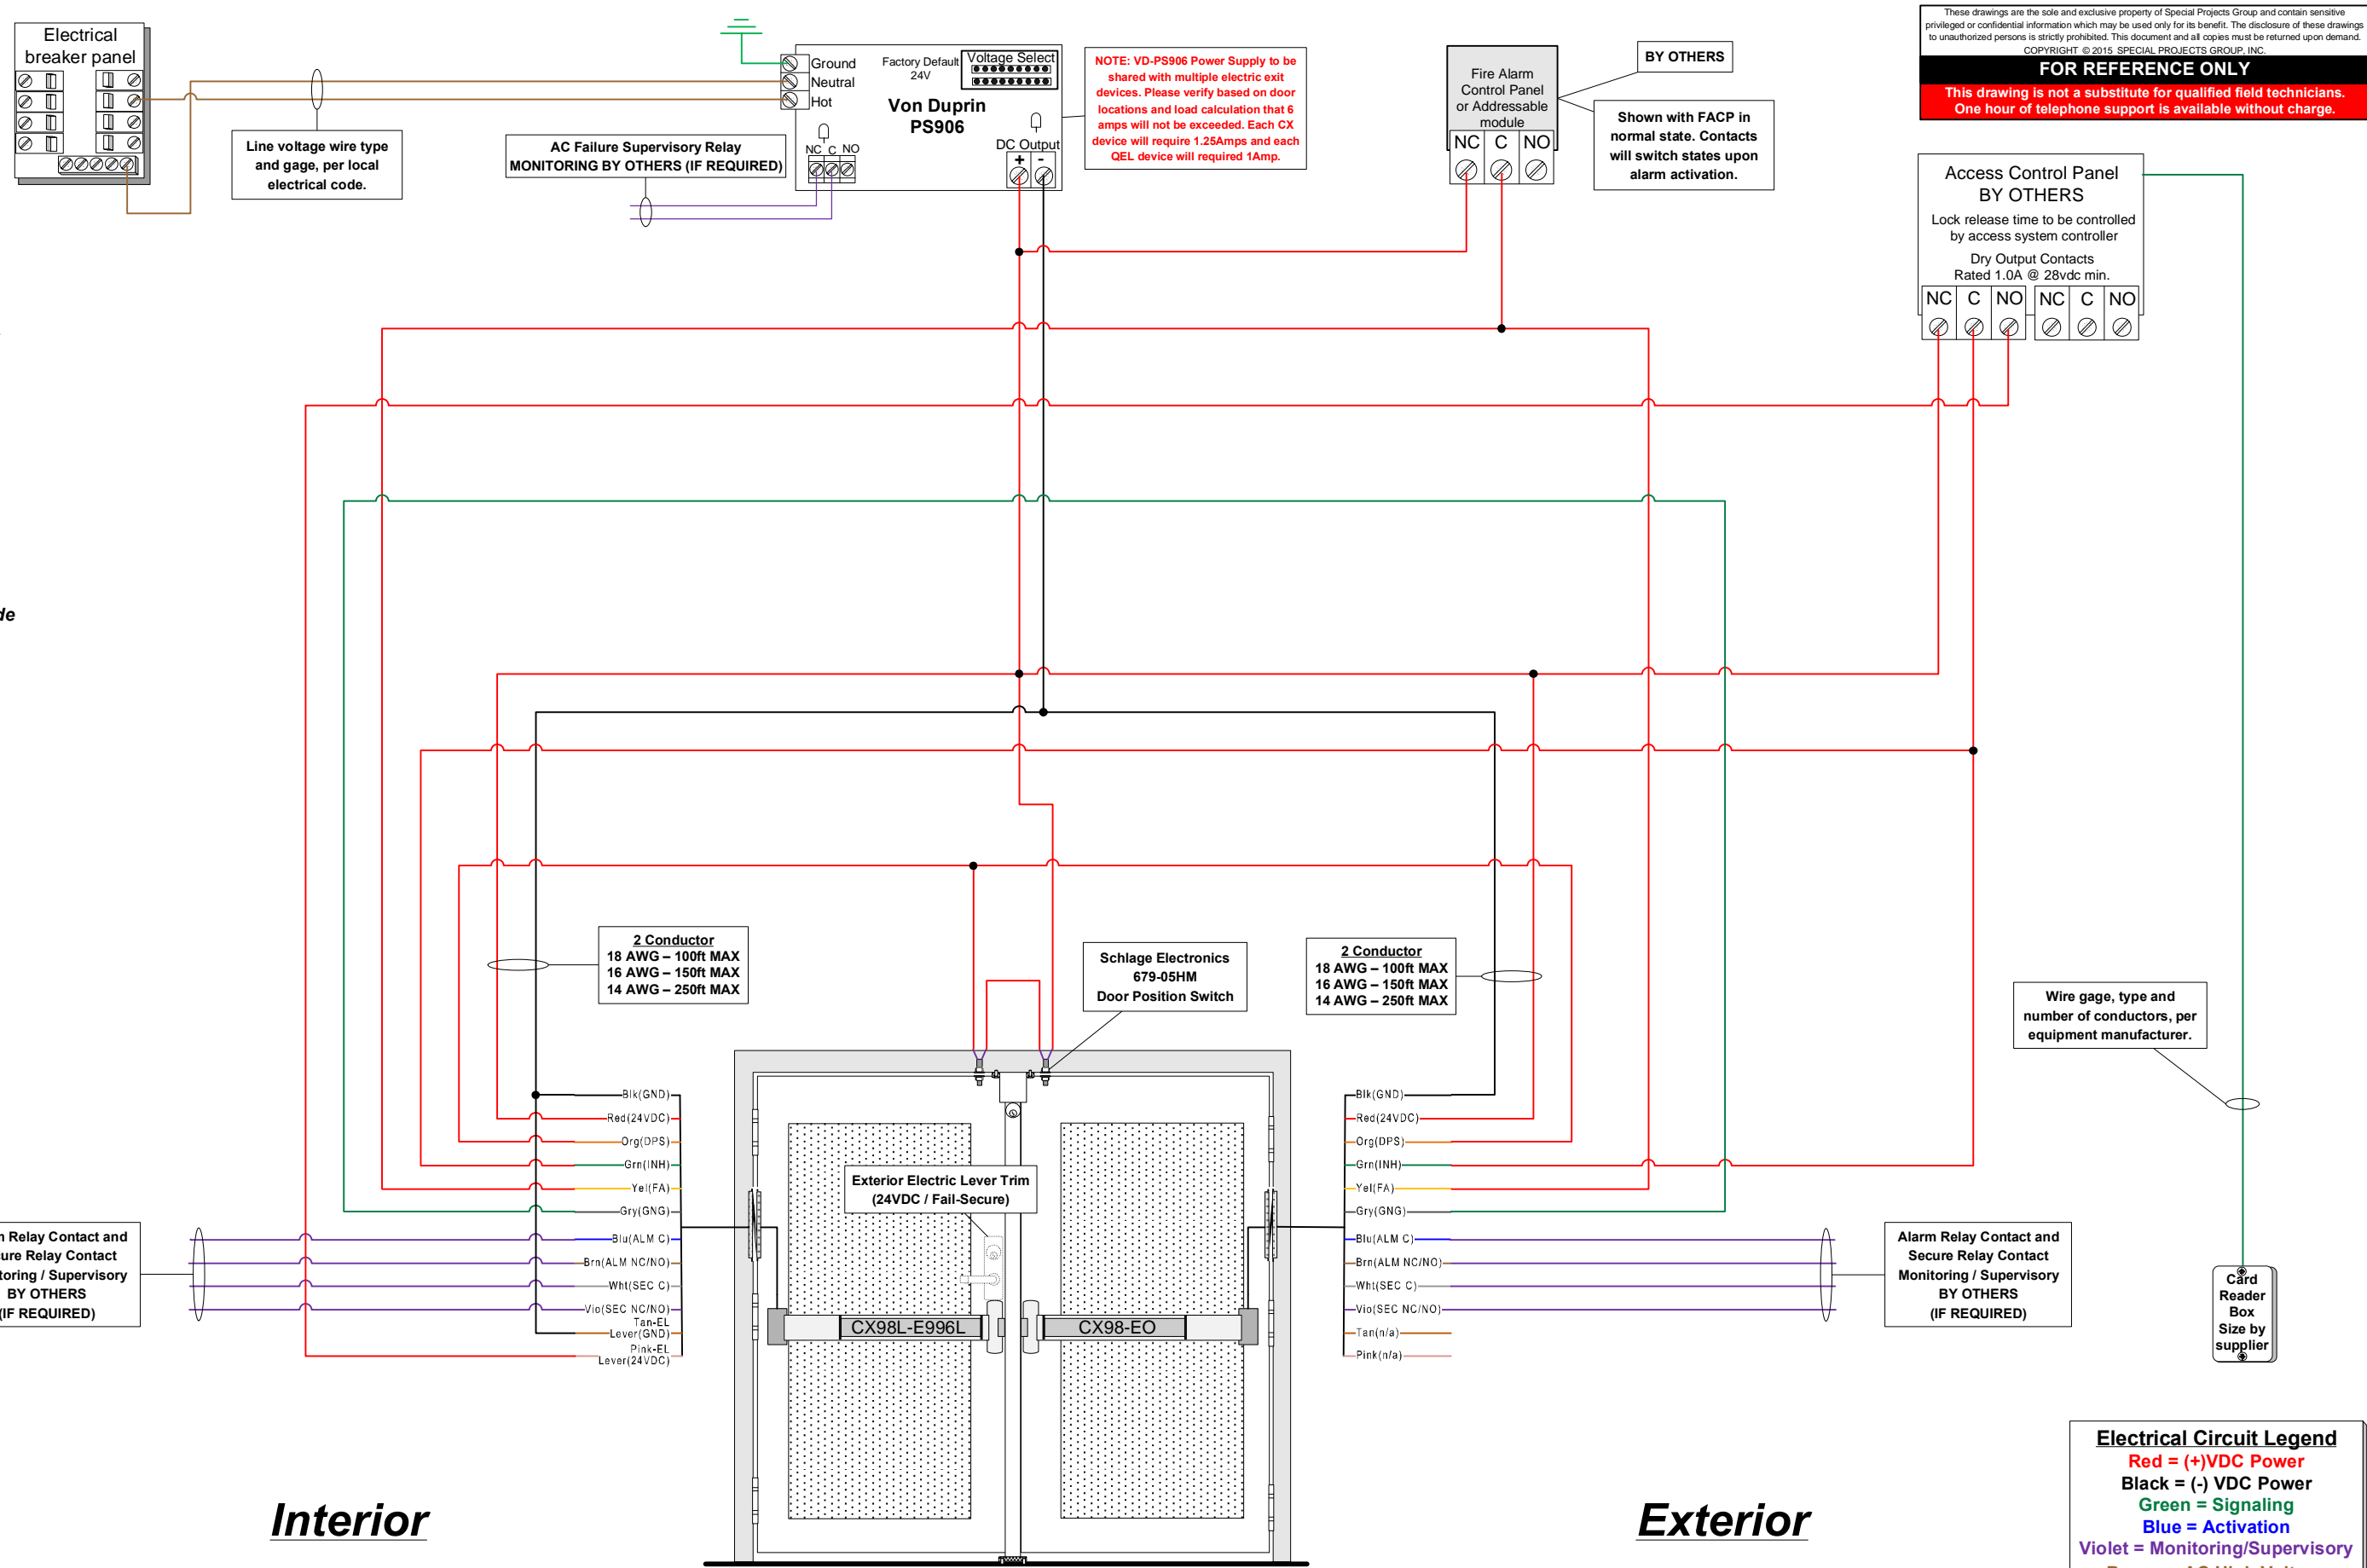 Electrical
breaker panel
Line voltage wire type
and gage, per local
electrical code.
Ground
Neutral
Hot
Factory Default
24V
Voltage Select
Von Duprin
PS906
NC C NO
DC Output
+ -
AC Failure Supervisory Relay
MONITORING BY OTHERS (IF REQUIRED)
NOTE: VD-PS906 Power Supply to be
shared with multiple electric exit
devices. Please verify based on door
locations and load calculation that 6
amps will not be exceeded. Each CX
device will require 1.25Amps and each
QEL device will required 1Amp.
Fire Alarm
Control Panel
or Addressable
module
NC C NO
BY OTHERS
Shown with FACP in
normal state. Contacts
will switch states upon
alarm activation.
These drawings are the sole and exclusive property of Special Projects Group and contain sensitive
privileged or confidential information which may be used only for its benefit. The disclosure of these drawings
to unauthorized persons is strictly prohibited. This document and all copies must be returned upon demand.
COPYRIGHT © 2015 SPECIAL PROJECTS GROUP, INC.
FOR REFERENCE ONLY
This drawing is not a substitute for qualified field technicians.
One hour of telephone support is available without charge.
Access Control Panel
BY OTHERS
Lock release time to be controlled
by access system controller
Dry Output Contacts
Rated 1.0A @ 28vdc min.
NC C NO NC C NO
de
2 Conductor
18 AWG – 100ft MAX
16 AWG – 150ft MAX
14 AWG – 250ft MAX
Schlage Electronics
679-05HM
Door Position Switch
2 Conductor
18 AWG – 100ft MAX
16 AWG – 150ft MAX
14 AWG – 250ft MAX
Wire gage, type and
number of conductors, per
equipment manufacturer.
Blk(GND)
Red(24VDC)
Org(DPS)
Grn(INH)
Yel(FA)
Gry(GNG)
Blu(ALM C)
Brn(ALM NC/NO)
Wht(SEC C)
Vio(SEC NC/NO)
Tan-EL
Lever(GND)
Pink-EL
Lever(24VDC)
Exterior Electric Lever Trim
(24VDC / Fail-Secure)
CX98L-E996L
CX98-EO
Blk(GND)
Red(24VDC)
Org(DPS)
Grn(INH)
Yel(FA)
Gry(GNG)
Blu(ALM C)
Brn(ALM NC/NO)
Wht(SEC C)
Vio(SEC NC/NO)
Tan(n/a)
Pink(n/a)
m Relay Contact and
ure Relay Contact
toring / Supervisory
BY OTHERS
(IF REQUIRED)
Alarm Relay Contact and
Secure Relay Contact
Monitoring / Supervisory
BY OTHERS
(IF REQUIRED)
Card
Reader
Box
Size by
supplier
Interior
Exterior
Electrical Circuit Legend
Red = (+)VDC Power
Black = (-) VDC Power
Green = Signaling
Blue = Activation
Violet = Monitoring/Supervisory